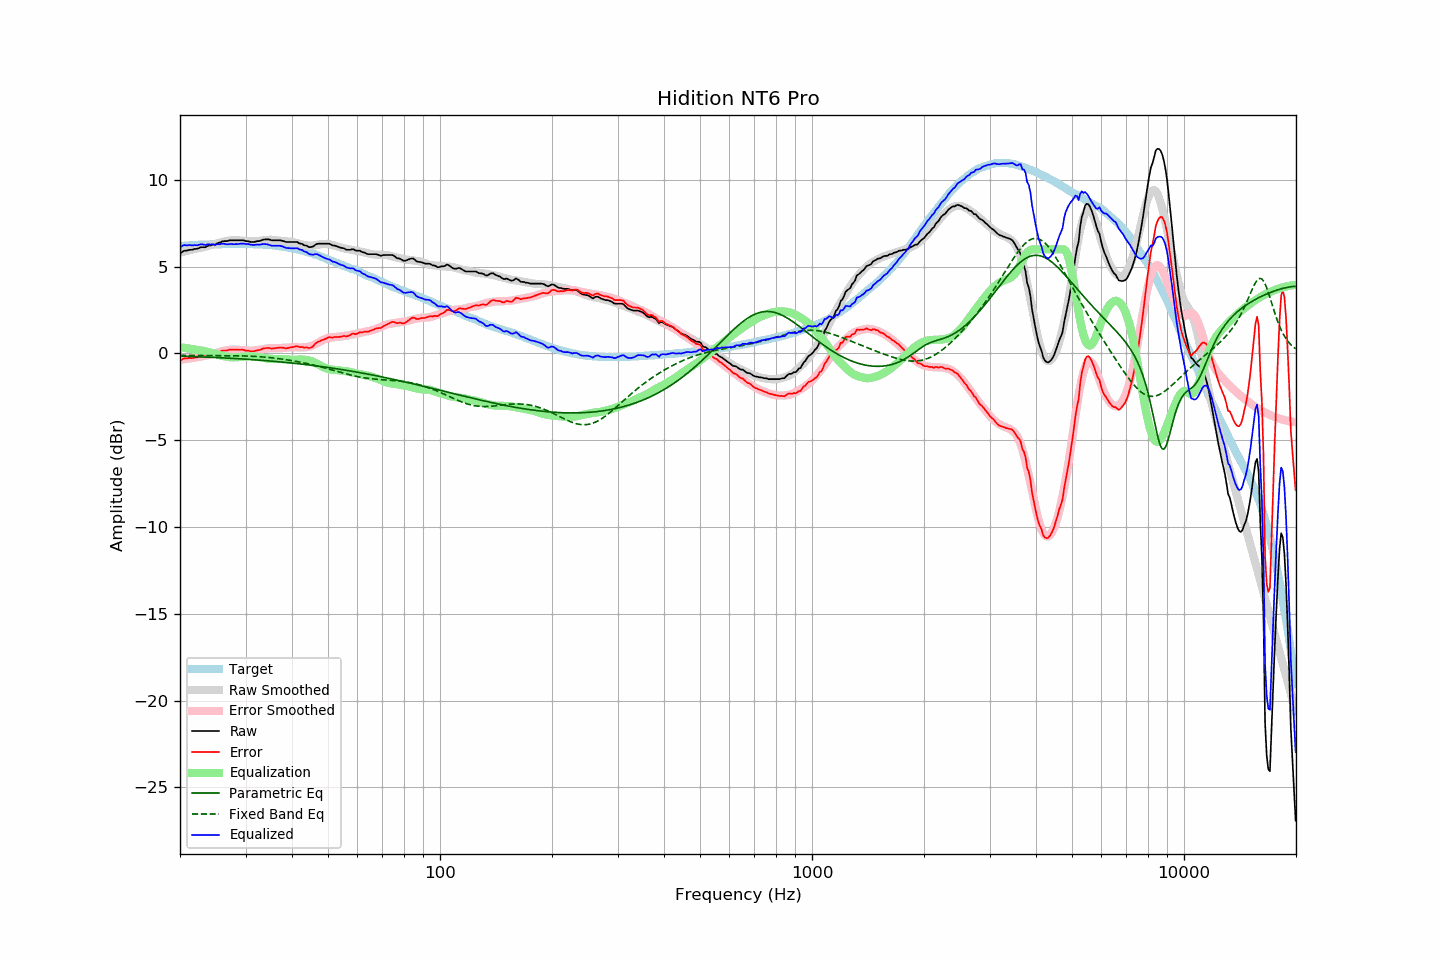 Hidition NT6 Pro
10
5
0
−5
−10
−15
−20
−25
Amplitude (dBr)
Target
Raw Smoothed
Error Smoothed
Raw
Error
Equalization
Parametric Eq
Fixed Band Eq
Equalized
100
1000
10000
Frequency (Hz)